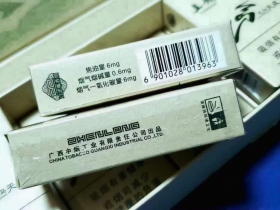 焦油量 6mg
烟气烟碱量 0.6mg
烟气一氧化碳量 6mg
6 901028 013963
ZHENLONG
广西中烟工业有限责任公司出品
CHINA TOBACCO GUANGXI INDUSTRIAL CO., LTD.